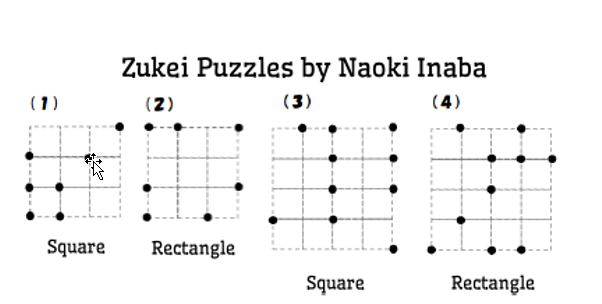 Zukei Puzzles by Naoki Inaba
(1) (2) (3) (4)
Square Rectangle
Square Rectangle